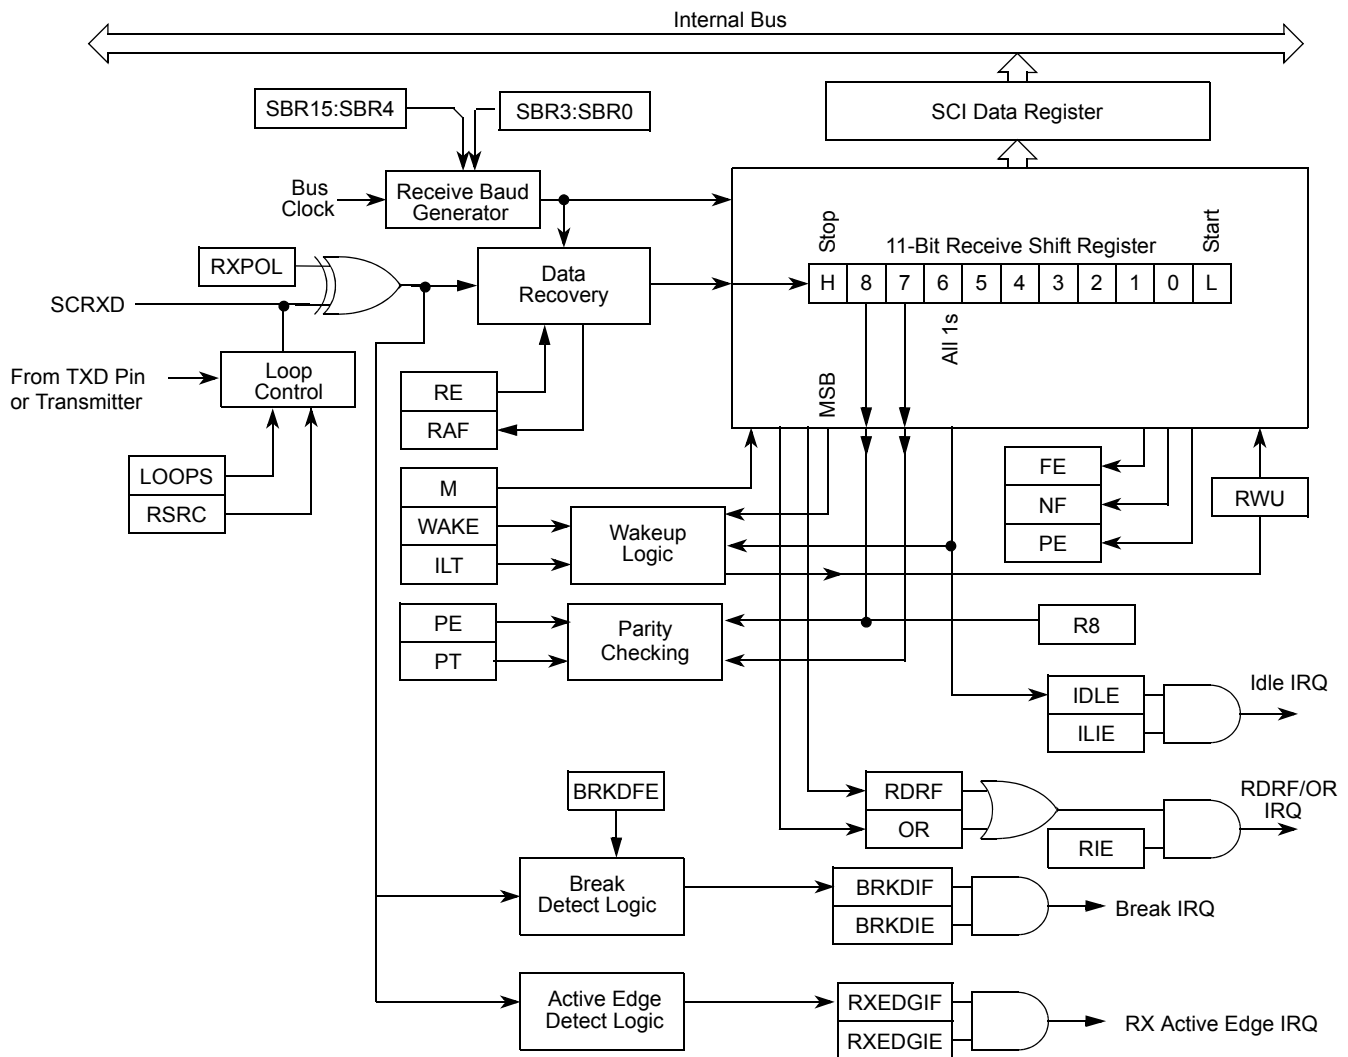 Internal Bus
SBR15:SBR4
SBR3:SBR0
SCI Data Register
Bus
Clock
Receive Baud
Generator
Stop
11-Bit Receive Shift Register
Start
RXPOL
Data
Recovery
H 8 7 6 5 4 3 2 1 0 L
SCRXD
All 1s
From TXD Pin
or Transmitter
Loop
Control
RE
RAF
MSB
LOOPS
RSRC
M
WAKE
ILT
Wakeup
Logic
FE
NF
PE
RWU
PE
PT
Parity
Checking
R8
IDLE
ILIE
Idle IRQ
BRKDFE
RDRF
OR
RIE
RDRF/OR
IRQ
Break
Detect Logic
BRKDIF
BRKDIE
Break IRQ
Active Edge
Detect Logic
RXEDGIF
RXEDGIE
RX Active Edge IRQ